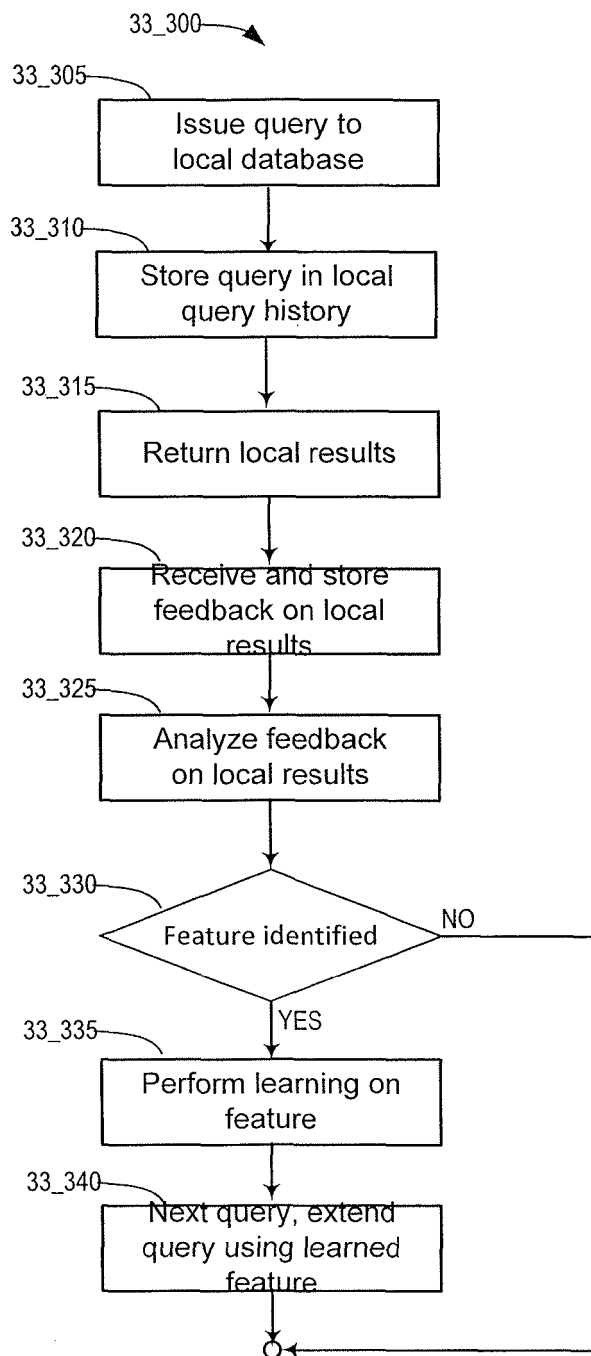 33_300
33_305
Issue query to
local database
33_310
Store query in local
query history
33_315
Return local results
33_320
Receive and store
feedback on local
results
33_325
Analyze feedback
on local results
33_330
Feature identified
NO
YES
33_335
Perform learning on
feature
33_340
Next query, extend
query using learned
feature